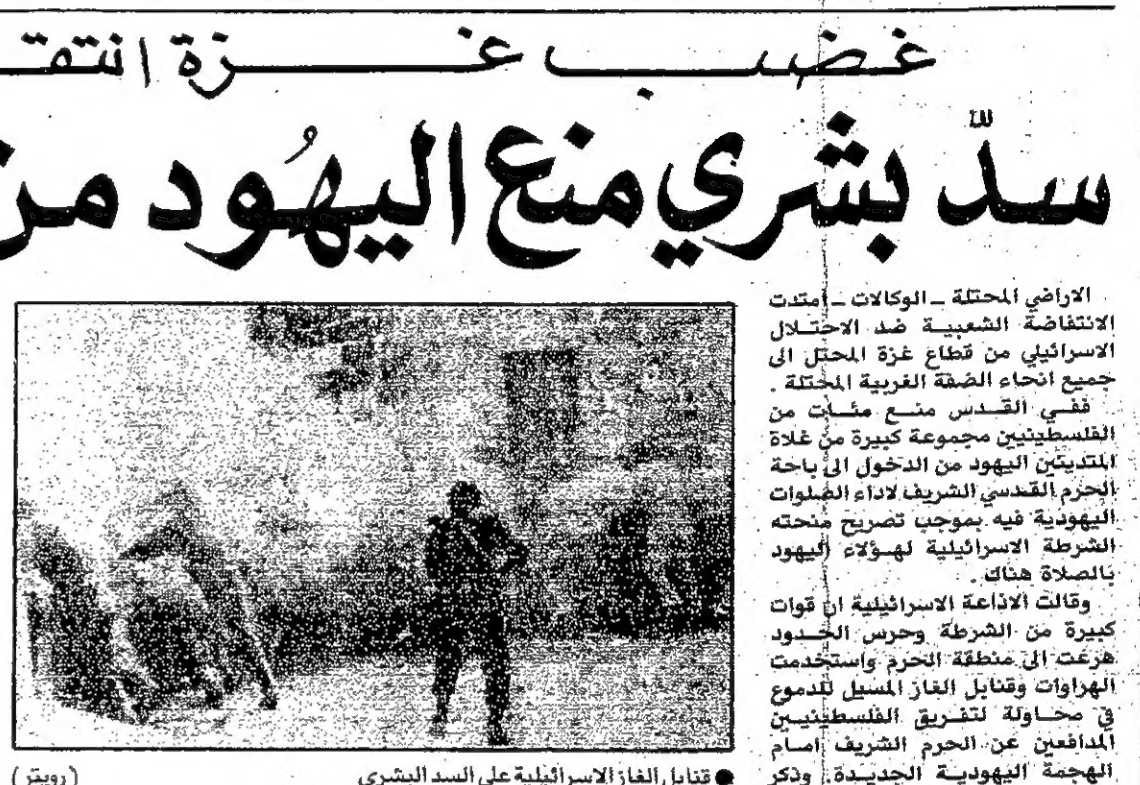 غضب غزة انتقـ
سدّ بشري منع اليهُود من
الاراضي المحتلة ـ الوكالات ـ امتدت
الانتفاضة الشعبية ضد الاحتلال
الاسرائيلي من قطاع غزة المحتل الى
جميع انحاء الضفة الغربية المحتلة .
ففي القدس منع مئات من
الفلسطينيين مجموعة كبيرة من غلاة
المتدينين اليهود من الدخول الى باحة
الحرم القدسي الشريف لاداء الصلوات
اليهودية فيه بموجب تصريح منحته
الشرطة الاسرائيلية لهؤلاء اليهود
بالصلاة هناك .
وقالت الاذاعة الاسرائيلية ان قوات
كبيرة من الشرطة وحرس الحدود
هرعت الى منطقة الحرم واستخدمت
الهراوات وقنابل الغاز المسيل للدموع
في محاولة لتفريق الفلسطينيين
المدافعين عن الحرم الشريف امام
الهجمة اليهودية الجديدة. وذكر
● قنابل الغاز الاسرائيلية على السد البشري
(رويتر)